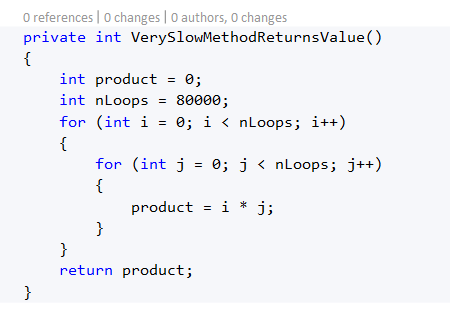 0 references | 0 changes | 0 authors, 0 changes
private int VerySlowMethodReturnsValue()
{
    int product = 0;
    int nLoops = 80000;
    for (int i = 0; i < nLoops; i++)
    {
        for (int j = 0; j < nLoops; j++)
        {
            product = i * j;
        }
    }
    return product;
}